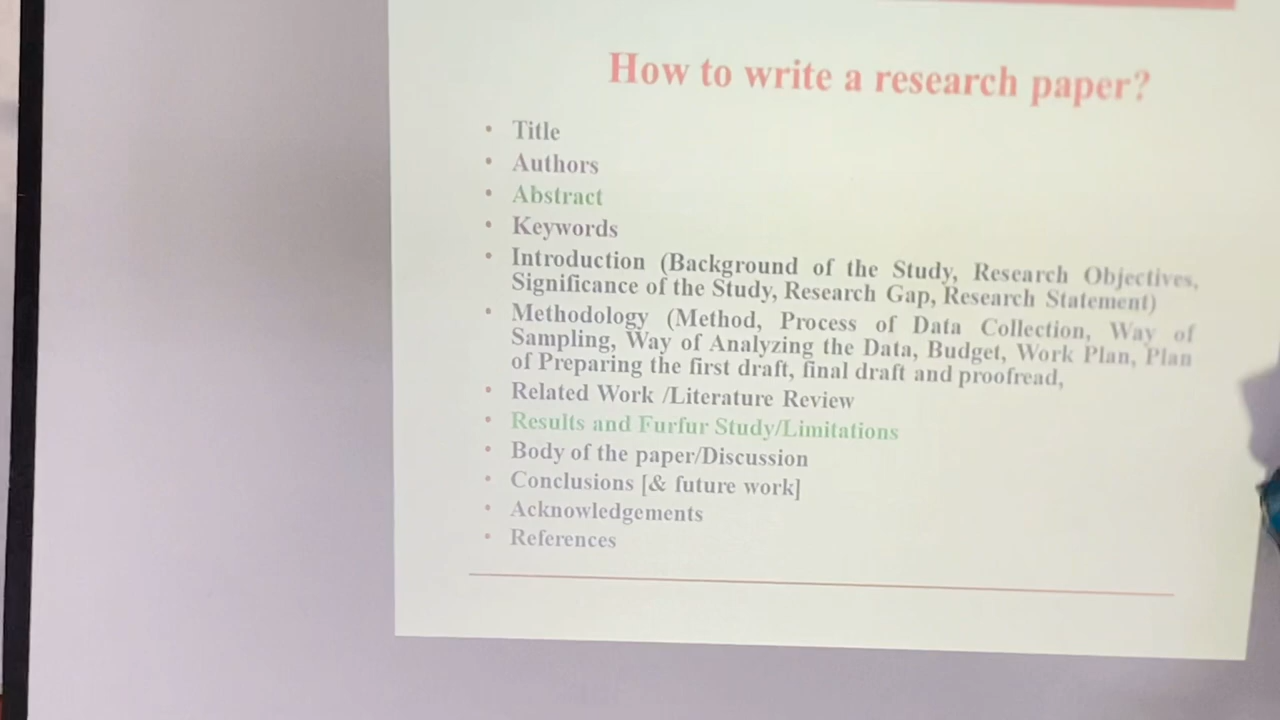 How to write a research paper?
• Title
• Authors
• Abstract
• Keywords
• Introduction (Background of the Study, Research Objectives,
Significance of the Study, Research Gap, Research Statement)
• Methodology (Method, Process of Data Collection, Way of
Sampling, Way of Analyzing the Data, Budget, Work Plan, Plan
of Preparing the first draft, final draft and proofread,
• Related Work /Literature Review
• Results and Furfur Study/Limitations
• Body of the paper/Discussion
• Conclusions [& future work]
• Acknowledgements
• References